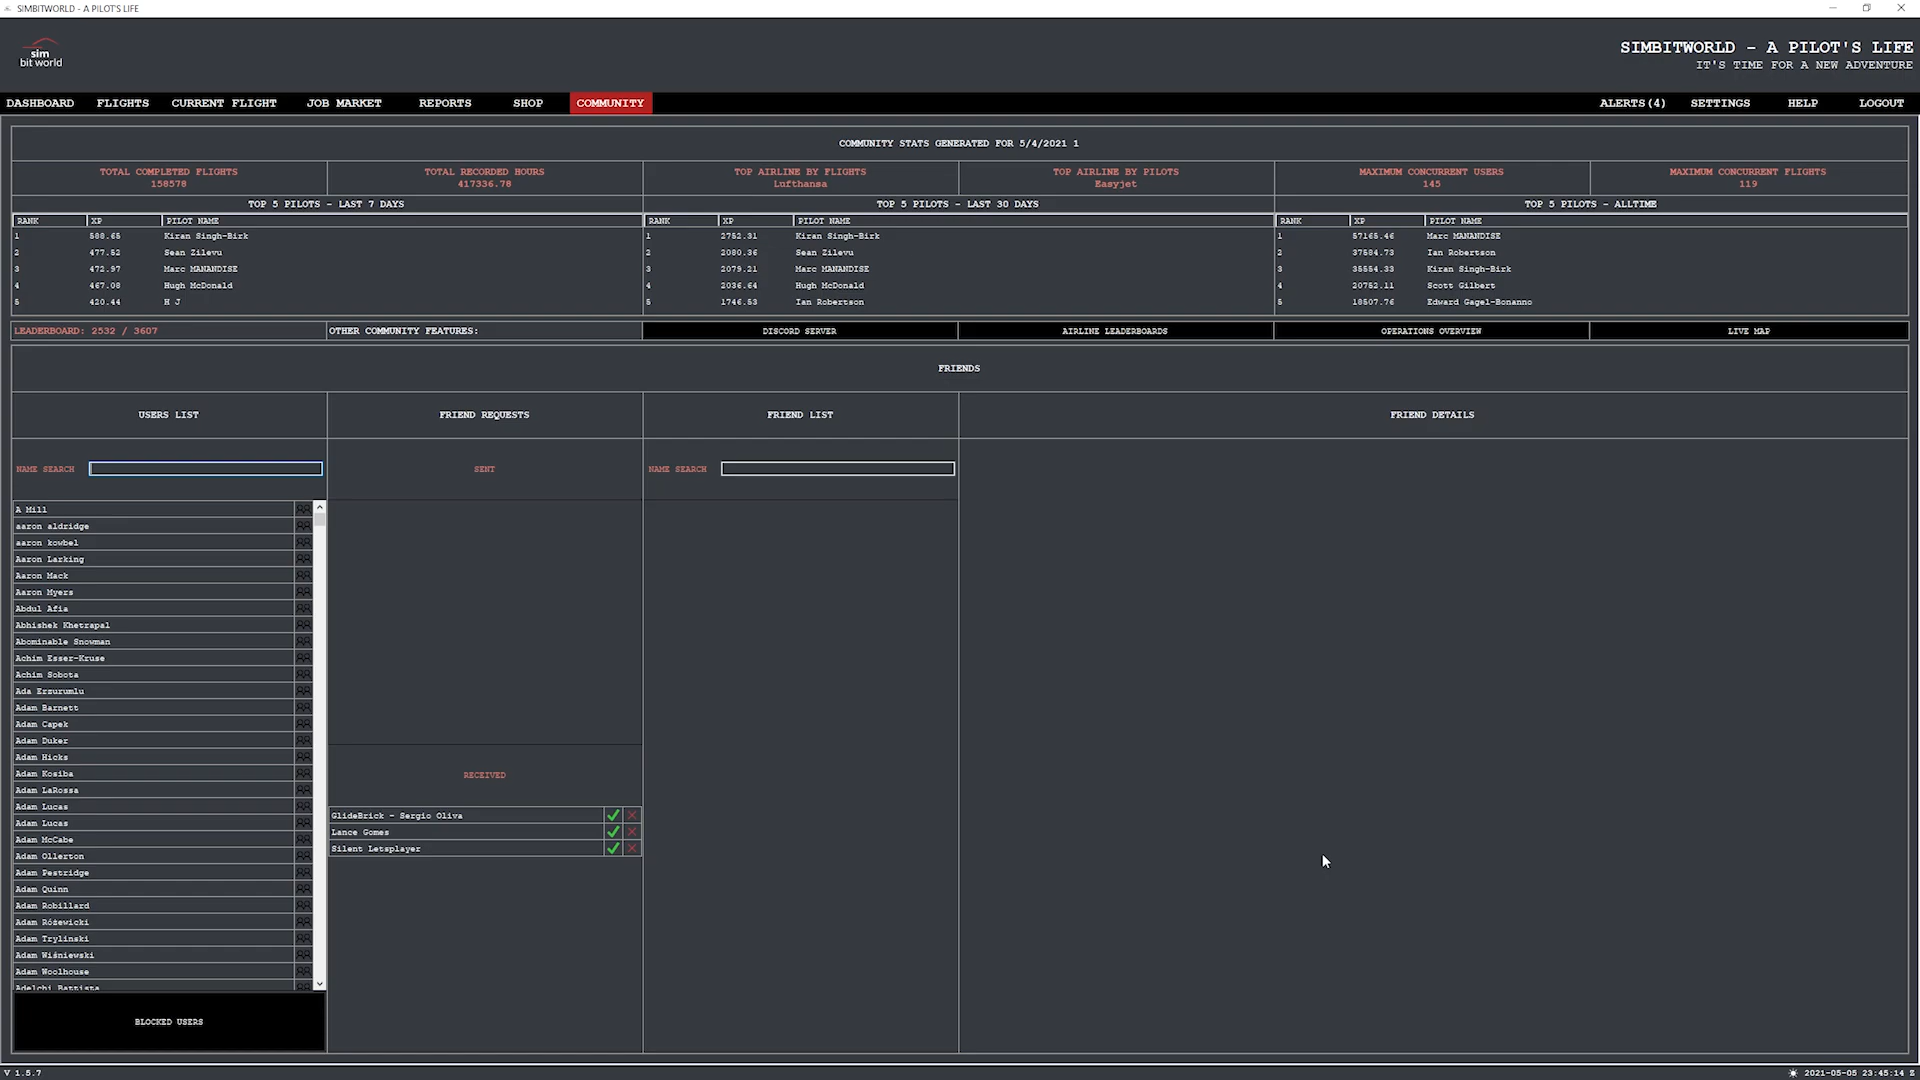 SIMBITWORLD - A PILOT'S LIFE
sim
bit world
SIMBITWORLD - A PILOT'S LIFE
IT'S TIME FOR A NEW ADVENTURE
DASHBOARD FLIGHTS CURRENT FLIGHT JOB MARKET REPORTS SHOP COMMUNITY ALERTS(4) SETTINGS HELP LOGOUT
COMMUNITY STATS GENERATED FOR 5/4/2021 1
TOTAL COMPLETED FLIGHTS TOTAL RECORDED HOURS TOP AIRLINE BY FLIGHTS TOP AIRLINE BY PILOTS MAXIMUM CONCURRENT USERS MAXIMUM CONCURRENT FLIGHTS
158578 417336.78 Lufthansa Easyjet 145 119
TOP 5 PILOTS - LAST 7 DAYS TOP 5 PILOTS - LAST 30 DAYS TOP 5 PILOTS - ALLTIME
RANK XP PILOT NAME RANK XP PILOT NAME RANK XP PILOT NAME
1 588.65 Kiran Singh-Birk 1 2752.31 Kiran Singh-Birk 1 57165.46 Marc MANANDISE
2 477.52 Sean Zilevu 2 2080.36 Sean Zilevu 2 37584.73 Ian Robertson
3 472.97 Marc MANANDISE 3 2079.21 Marc MANANDISE 3 35554.33 Kiran Singh-Birk
4 467.08 Hugh McDonald 4 2036.64 Hugh McDonald 4 20752.11 Scott Gilbert
5 420.44 H J 5 1746.53 Ian Robertson 5 18507.76 Edward Gagel-Bonanno
LEADERBOARD: 2532 / 3607 OTHER COMMUNITY FEATURES: DISCORD SERVER AIRLINE LEADERBOARDS OPERATIONS OVERVIEW LIVE MAP
FRIENDS
USERS LIST FRIEND REQUESTS FRIEND LIST FRIEND DETAILS
NAME SEARCH SENT NAME SEARCH
A Mill
aaron aldridge
aaron kowbel
Aaron Larking
Aaron Mack
Aaron Myers
Abdul Afia
Abhishek Khetrapal
Abominable Snowman
Achim Esser-Kruse
Achim Sobota
Ada Erzurumlu
Adam Barnett
Adam Capek
Adam Duker
Adam Hicks
Adam Kosiba
Adam LaRossa
Adam Lucas
Adam Lucas
Adam McCabe
Adam Ollerton
Adam Pestridge
Adam Quinn
Adam Robillard
Adam Różewicki
Adam Trylinski
Adam Wiśniewski
Adam Woolhouse
Adelchi Battista
RECEIVED
GlideBrick - Sergio Oliva
Lance Gomes
Silent Letsplayer
BLOCKED USERS
V 1.5.7 2021-05-05 23:45:14 Z